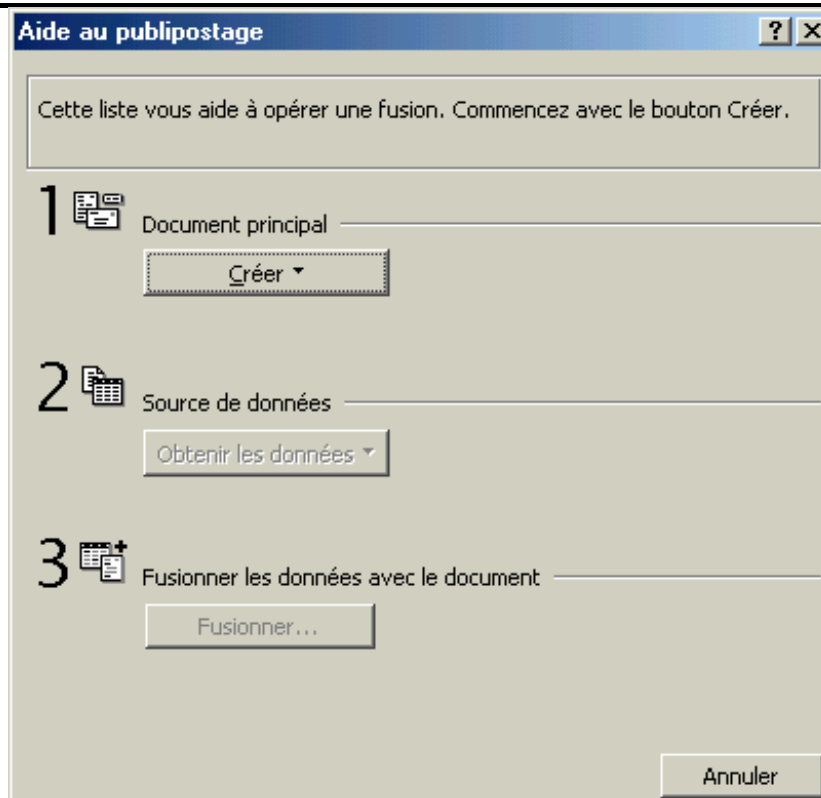 Aide au publipostage
Cette liste vous aide à opérer une fusion. Commencez avec le bouton Créer.
1 Document principal
Créer
2 Source de données
Obtenir les données
3 Fusionner les données avec le document
Fusionner...
Annuler